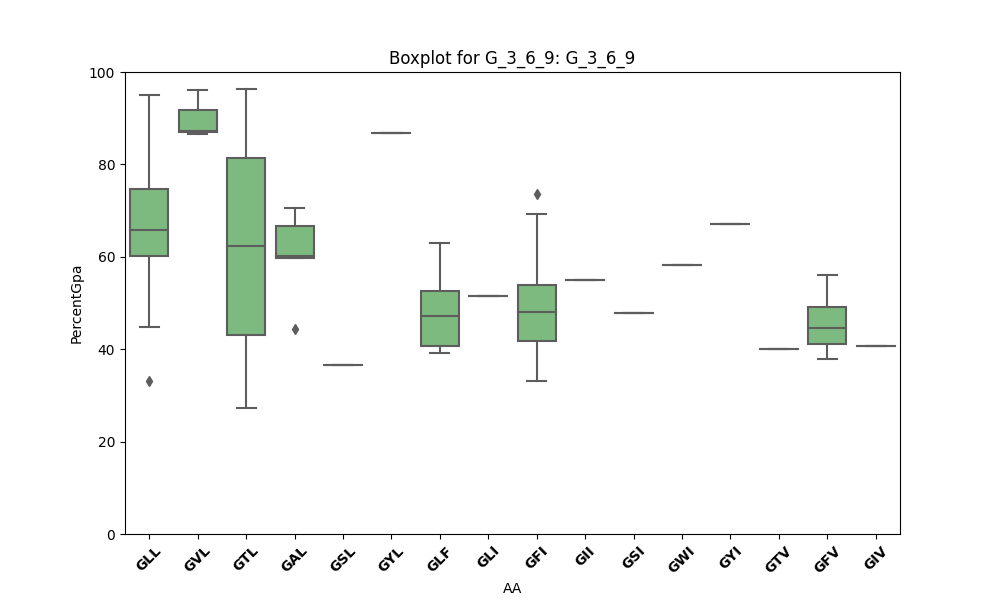 Boxplot for G_3_6_9: G_3_6_9
PercentGpa
100
80
60
40
20
0
GLL GVL GTL GAL GSL GYL GLF GLI GFI GII GSI GWI GYI GTV GFV GIV
AA